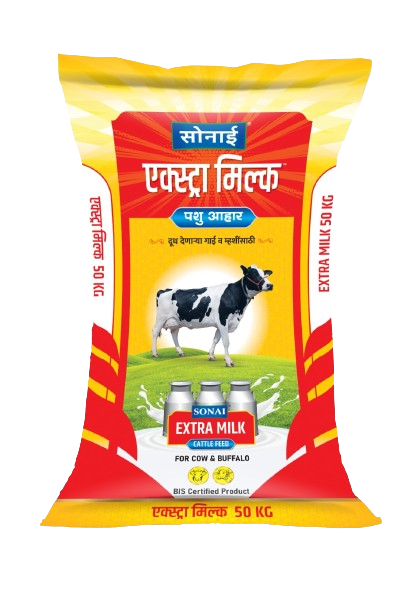 सोनाई
एक्स्ट्रा मिल्क
पशु आहार
दूध देणाऱ्या गाई व म्हशींसाठी
एक्स्ट्रा मिल्क 50 KG
EXTRA MILK 50 KG
SONAI
EXTRA MILK
CATTLE FEED
FOR COW & BUFFALO
BIS Certified Product
एक्स्ट्रा मिल्क 50 KG